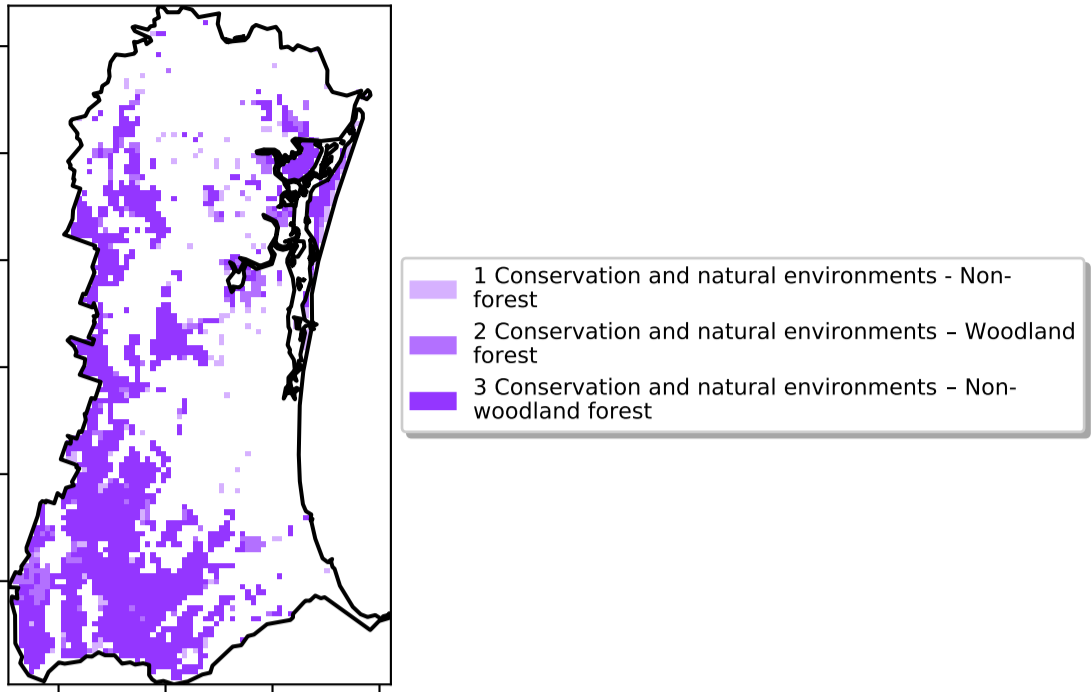 1 Conservation and natural environments - Non-
forest
2 Conservation and natural environments – Woodland
forest
3 Conservation and natural environments – Non-
woodland forest